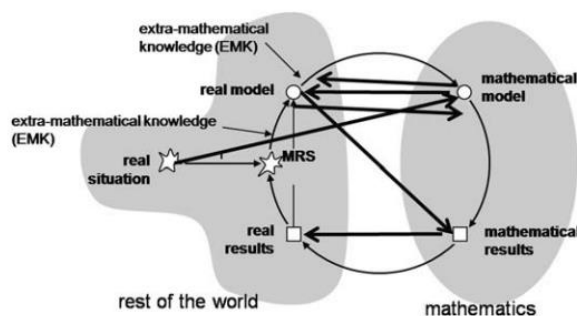 extra-mathematical
knowledge (EMK)
real model
mathematical
model
extra-mathematical knowledge
(EMK)
real
situation
MRS
real
results
mathematical
results
rest of the world
mathematics